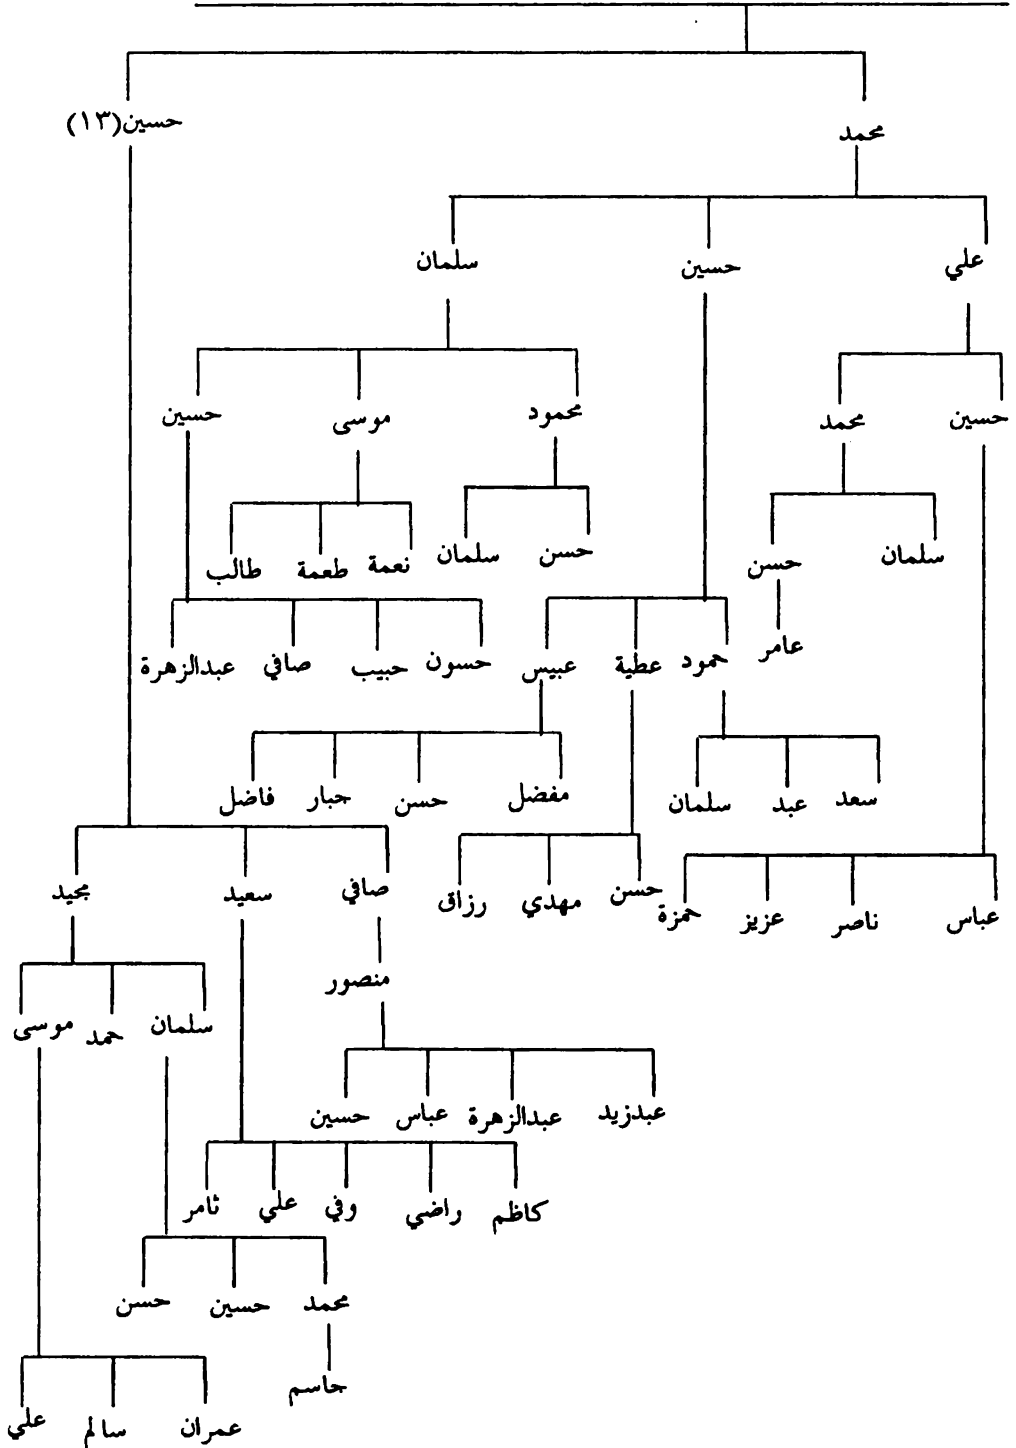 محمد
حسين(١٣)
علي
حسين
سلمان
حسين
محمد
محمود
موسى
حسين
سلمان
حسن
حسن
سلمان
نعمة
طعمة
طالب
عامر
حمود
عطية
عبيس
حسون
حبيب
صافي
عبدالزهرة
سعد
عبد
سلمان
مفضل
حسن
جبار
فاضل
عباس
ناصر
عزيز
حمزة
حسن
مهدي
رزاق
صافي
سعيد
مجيد
منصور
سلمان
حمد
موسى
عبدزيد
عبدالزهرة
عباس
حسين
كاظم
راضي
وفي
علي
ثامر
محمد
حسين
حسن
جاسم
عمران
سالم
علي